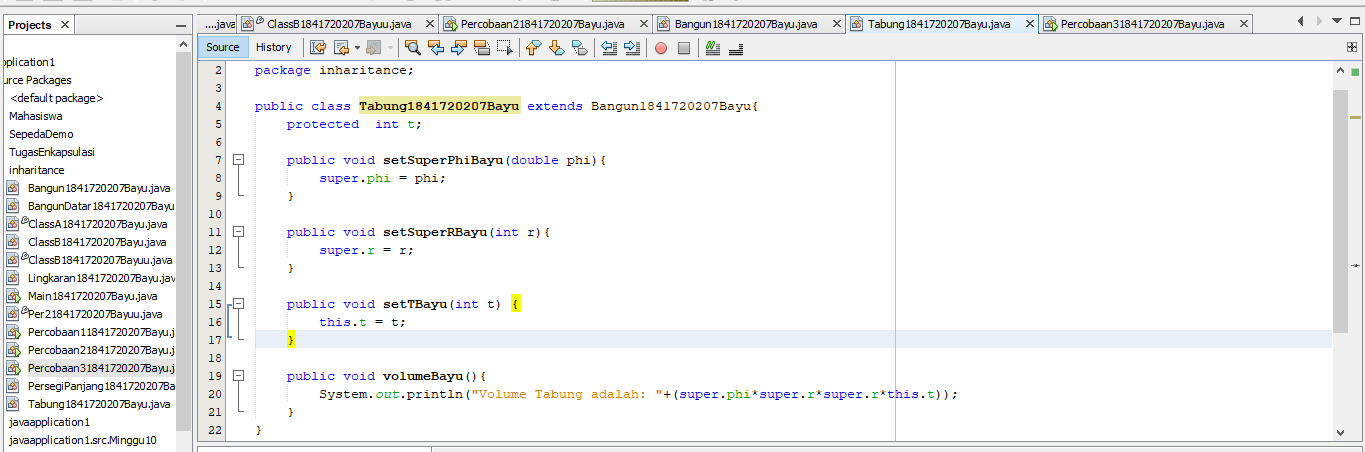 Projects
....java
ClassB1841720207Bayuu.java
Percobaan21841720207Bayu.java
Bangun1841720207Bayu.java
Tabung1841720207Bayu.java
Percobaan31841720207Bayu.java
Source History
pplication1
urce Packages
<default package>
Mahasiswa
SepedaDemo
TugasEnkapsulasi
inharitance
Bangun1841720207Bayu.java
BangunDatar1841720207Bayu
ClassA1841720207Bayu.java
ClassB1841720207Bayu.java
ClassB1841720207Bayuu.java
Lingkaran1841720207Bayu.jav
Main1841720207Bayu.java
Per21841720207Bayuu.java
Percobaan11841720207Bayu.j
Percobaan21841720207Bayu.j
Percobaan31841720207Bayu.j
PersegiPanjang1841720207Ba
Tabung1841720207Bayu.java
javaapplication1
javaapplication1.src.Minggu10
2 package inharitance;
3
4 public class Tabung1841720207Bayu extends Bangun1841720207Bayu{
5 protected  int t;
6
7 public void setSuperPhiBayu(double phi){
8 super.phi = phi;
9 }
10
11 public void setSuperRBayu(int r){
12 super.r = r;
13 }
14
15 public void setTBayu(int t) {
16 this.t = t;
17 }
18
19 public void volumeBayu(){
20 System.out.println("Volume Tabung adalah: "+(super.phi*super.r*super.r*this.t));
21 }
22 }